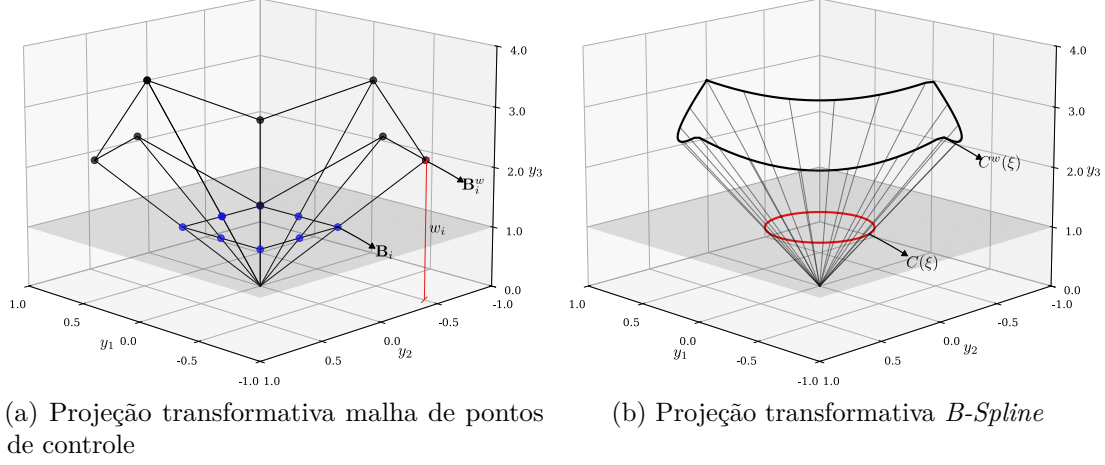 4.0
3.0
2.0 y₃
1.0
0.0
B_i^w
w_i
B_i
1.0
0.5
0.0
-0.5
-1.0
y₁
1.0
0.5
0.0
-0.5
-1.0
y₂
4.0
3.0
2.0 y₃
1.0
0.0
C^w(ξ)
C(ξ)
1.0
0.5
0.0
-0.5
-1.0
y₁
1.0
0.5
0.0
-0.5
-1.0
y₂
(a) Projeção transformativa malha de pontos
de controle
(b) Projeção transformativa B-Spline